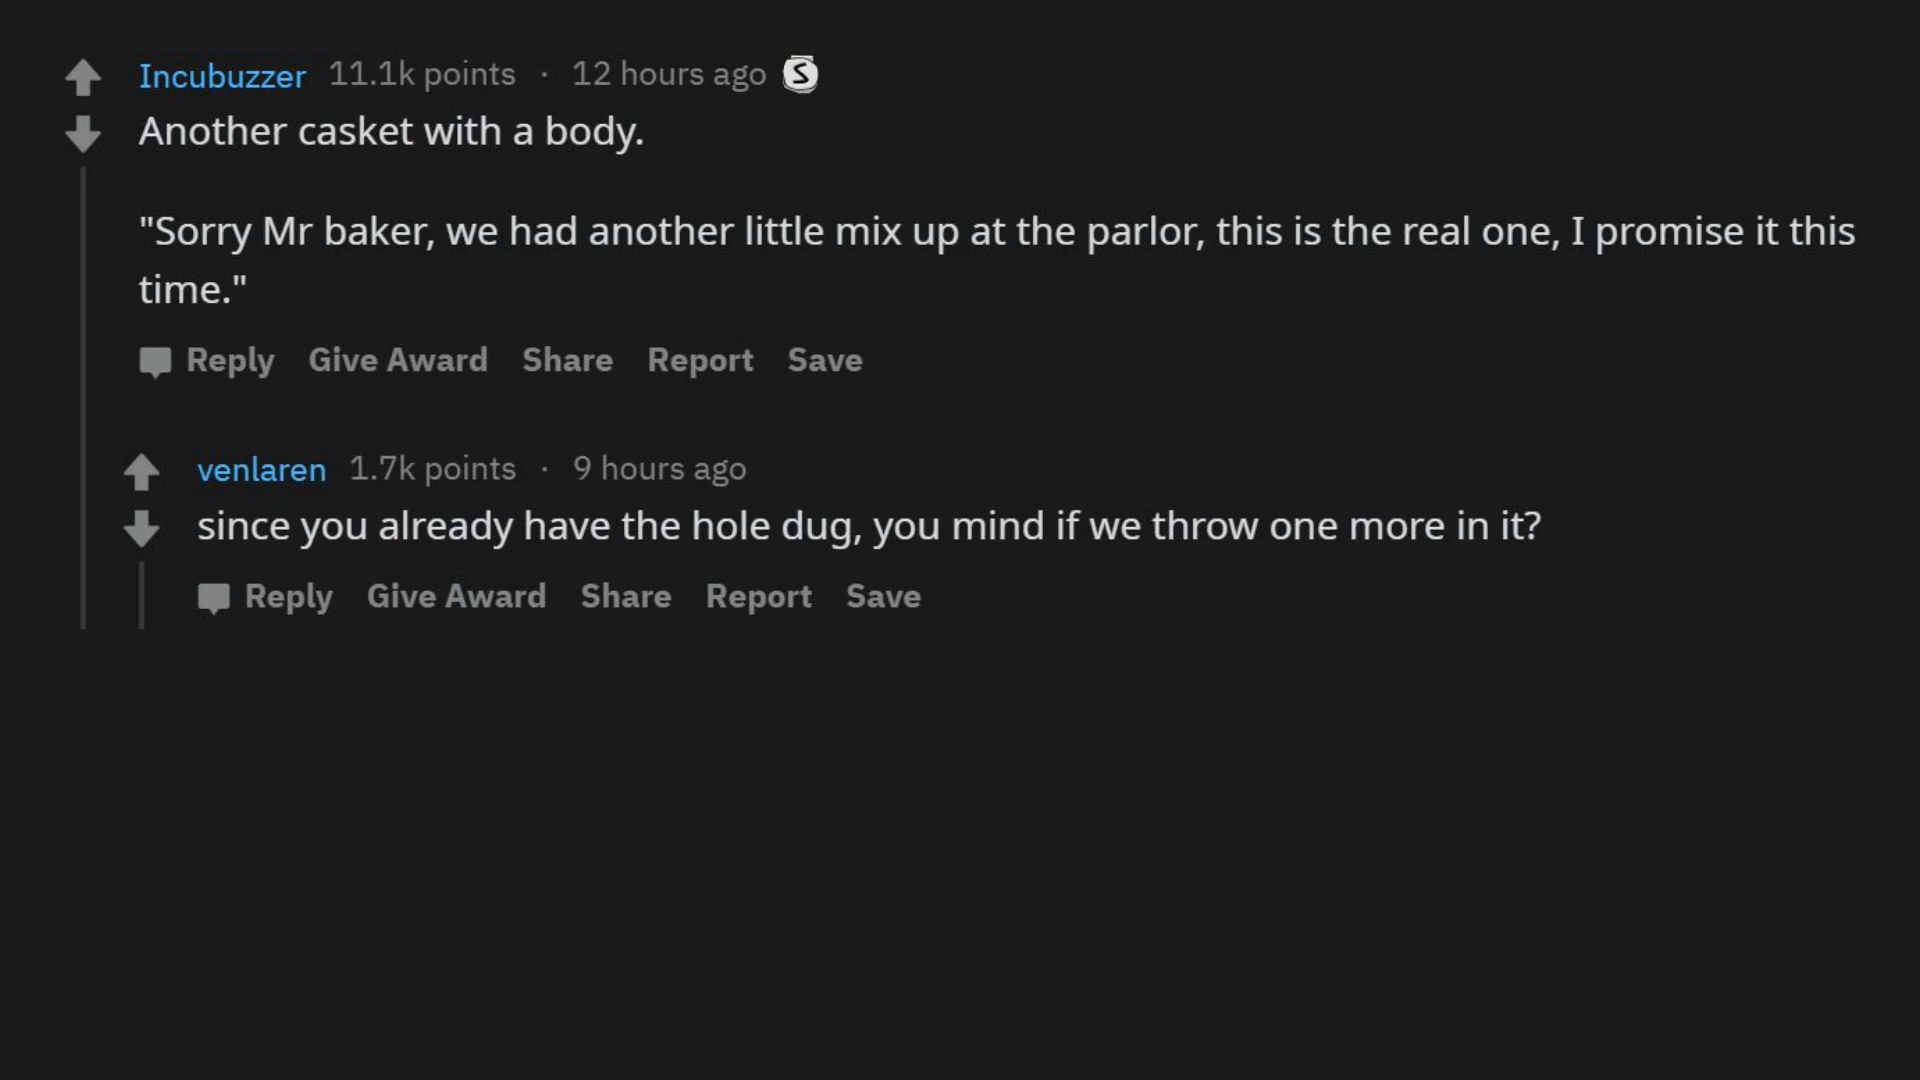 Incubuzzer 11.1k points · 12 hours ago S
Another casket with a body.
"Sorry Mr baker, we had another little mix up at the parlor, this is the real one, I promise it this
time."
Reply Give Award Share Report Save
venlaren 1.7k points · 9 hours ago
since you already have the hole dug, you mind if we throw one more in it?
Reply Give Award Share Report Save